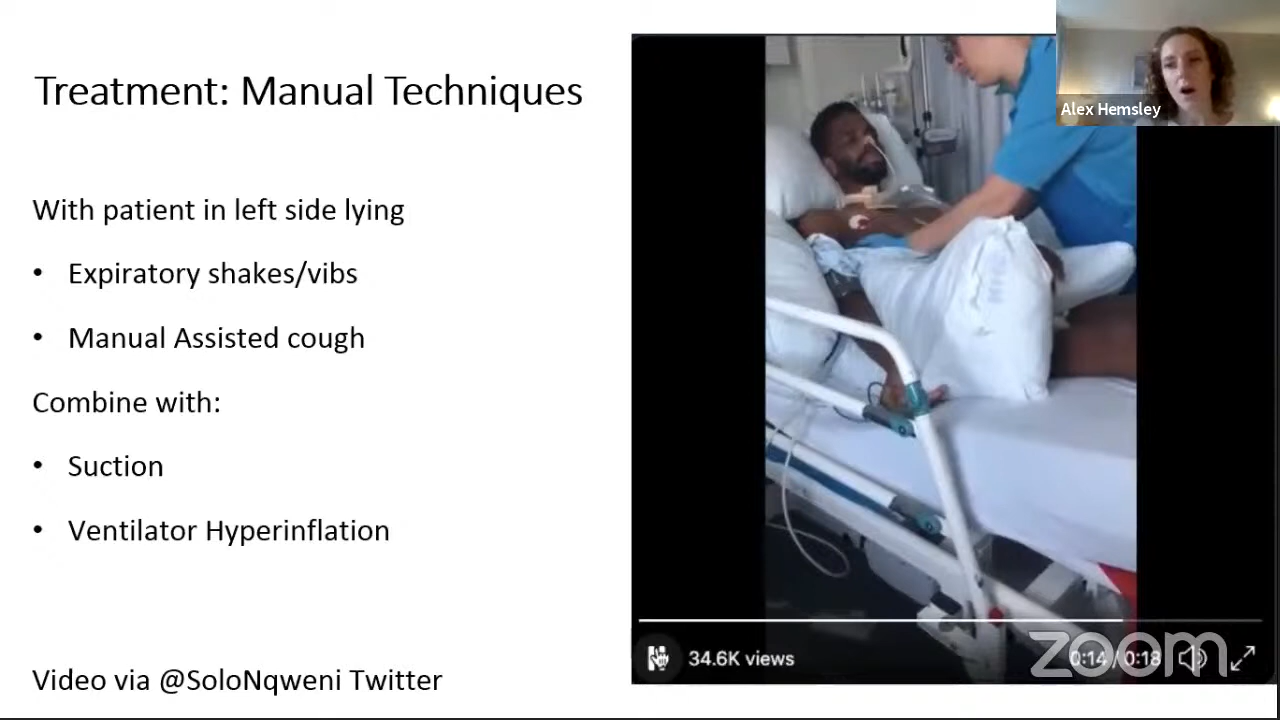 Treatment: Manual Techniques
Alex Hemsley
With patient in left side lying
• Expiratory shakes/vibs
• Manual Assisted cough
Combine with:
• Suction
• Ventilator Hyperinflation
Video via @SoloNqweni Twitter
34.6K views
0:14 / 0:18
zoom